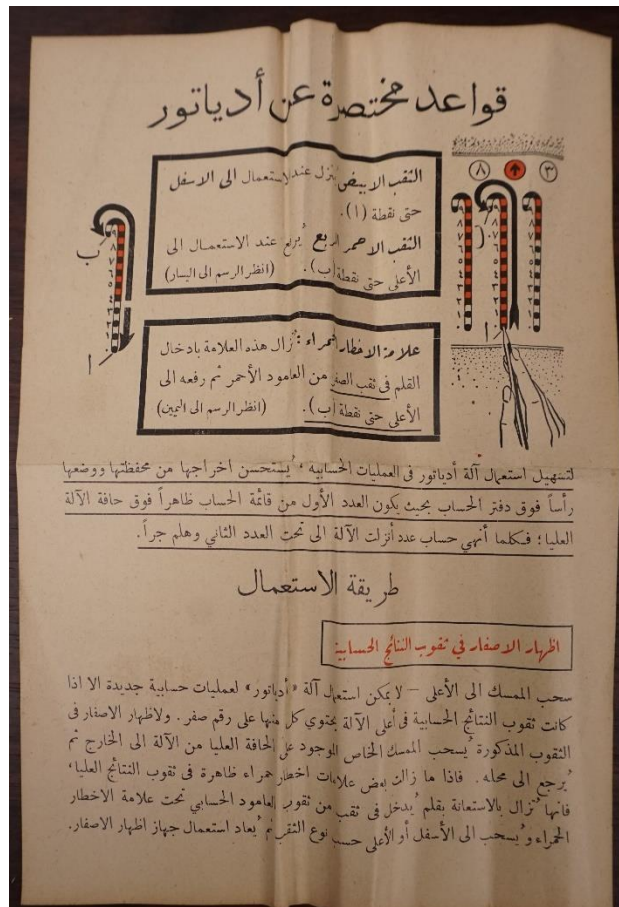 قواعد مختصرة عن أدياتور
الثقب الابيض يُنزل عند الاستعمال الى الاسفل
حتى نقطة (١).
الثقب الاحمر المربع يُرفع عند الاستعمال الى
الأعلى حتى نقطة (ب). (انظر الرسم الى اليسار)
علامة الاخطار الحمراء : تُزال هذه العلامة بادخال
القلم فى ثقب الصفر من العامود الأحمر ثم رفعه الى
الأعلى حتى نقطة (ب). (انظر الرسم الى اليمين)
٨ ٣
ب
ا
ب
ا
لتسهيل استعمال آلة أدياتور فى العمليات الحسابية ، يُستحسن اخراجها من محفظتها ووضعها
رأساً فوق دفتر الحساب بحيث يكون العدد الأول من قائمة الحساب ظاهراً فوق حافة الآلة
العليا ؛ فكلما أنهي حساب عدد أنزلت الآلة الى تحت العدد الثاني وهلم جراً .
طريقة الاستعمال
اظهار الاصفار في ثقوب النتائج الحسابية
سحب الممسك الى الأعلى – لا يمكن استعمال آلة «أدياتور» لعمليات حسابية جديدة الا اذا
كانت ثقوب النتائج الحسابية فى أعلى الآلة يحتوي كل منها على رقم صفر . ولاظهار الاصفار فى
الثقوب المذكورة يُسحب الممسك الخاص الموجود على الحافة العليا من الآلة الى الخارج ثم
يُرجع الى محله . فاذا ما زالت بعض علامات اخطار حمراء ظاهرة فى ثقوب النتائج العليا ،
فانها تُزال بالاستعانة بقلم يُدخل فى ثقب من ثقوب العامود الحسابي تحت علامة الاخطار
الحمراء و يُسحب الى الأسفل أو الأعلى حسب نوع الثقب ثم يُعاد استعمال جهاز اظهار الاصفار .